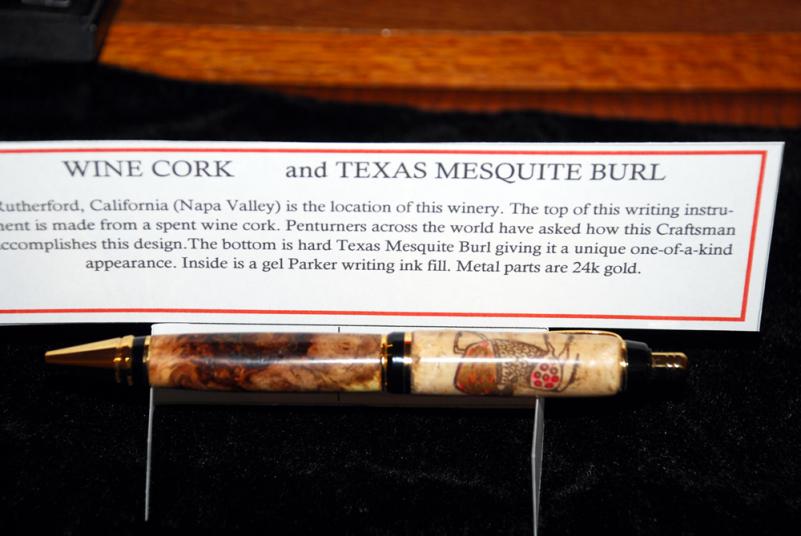 WINE CORK and TEXAS MESQUITE BURL
Rutherford, California (Napa Valley) is the location of this winery. The top of this writing instru-
ment is made from a spent wine cork. Penturners across the world have asked how this Craftsman
accomplishes this design.The bottom is hard Texas Mesquite Burl giving it a unique one-of-a-kind
appearance. Inside is a gel Parker writing ink fill. Metal parts are 24k gold.